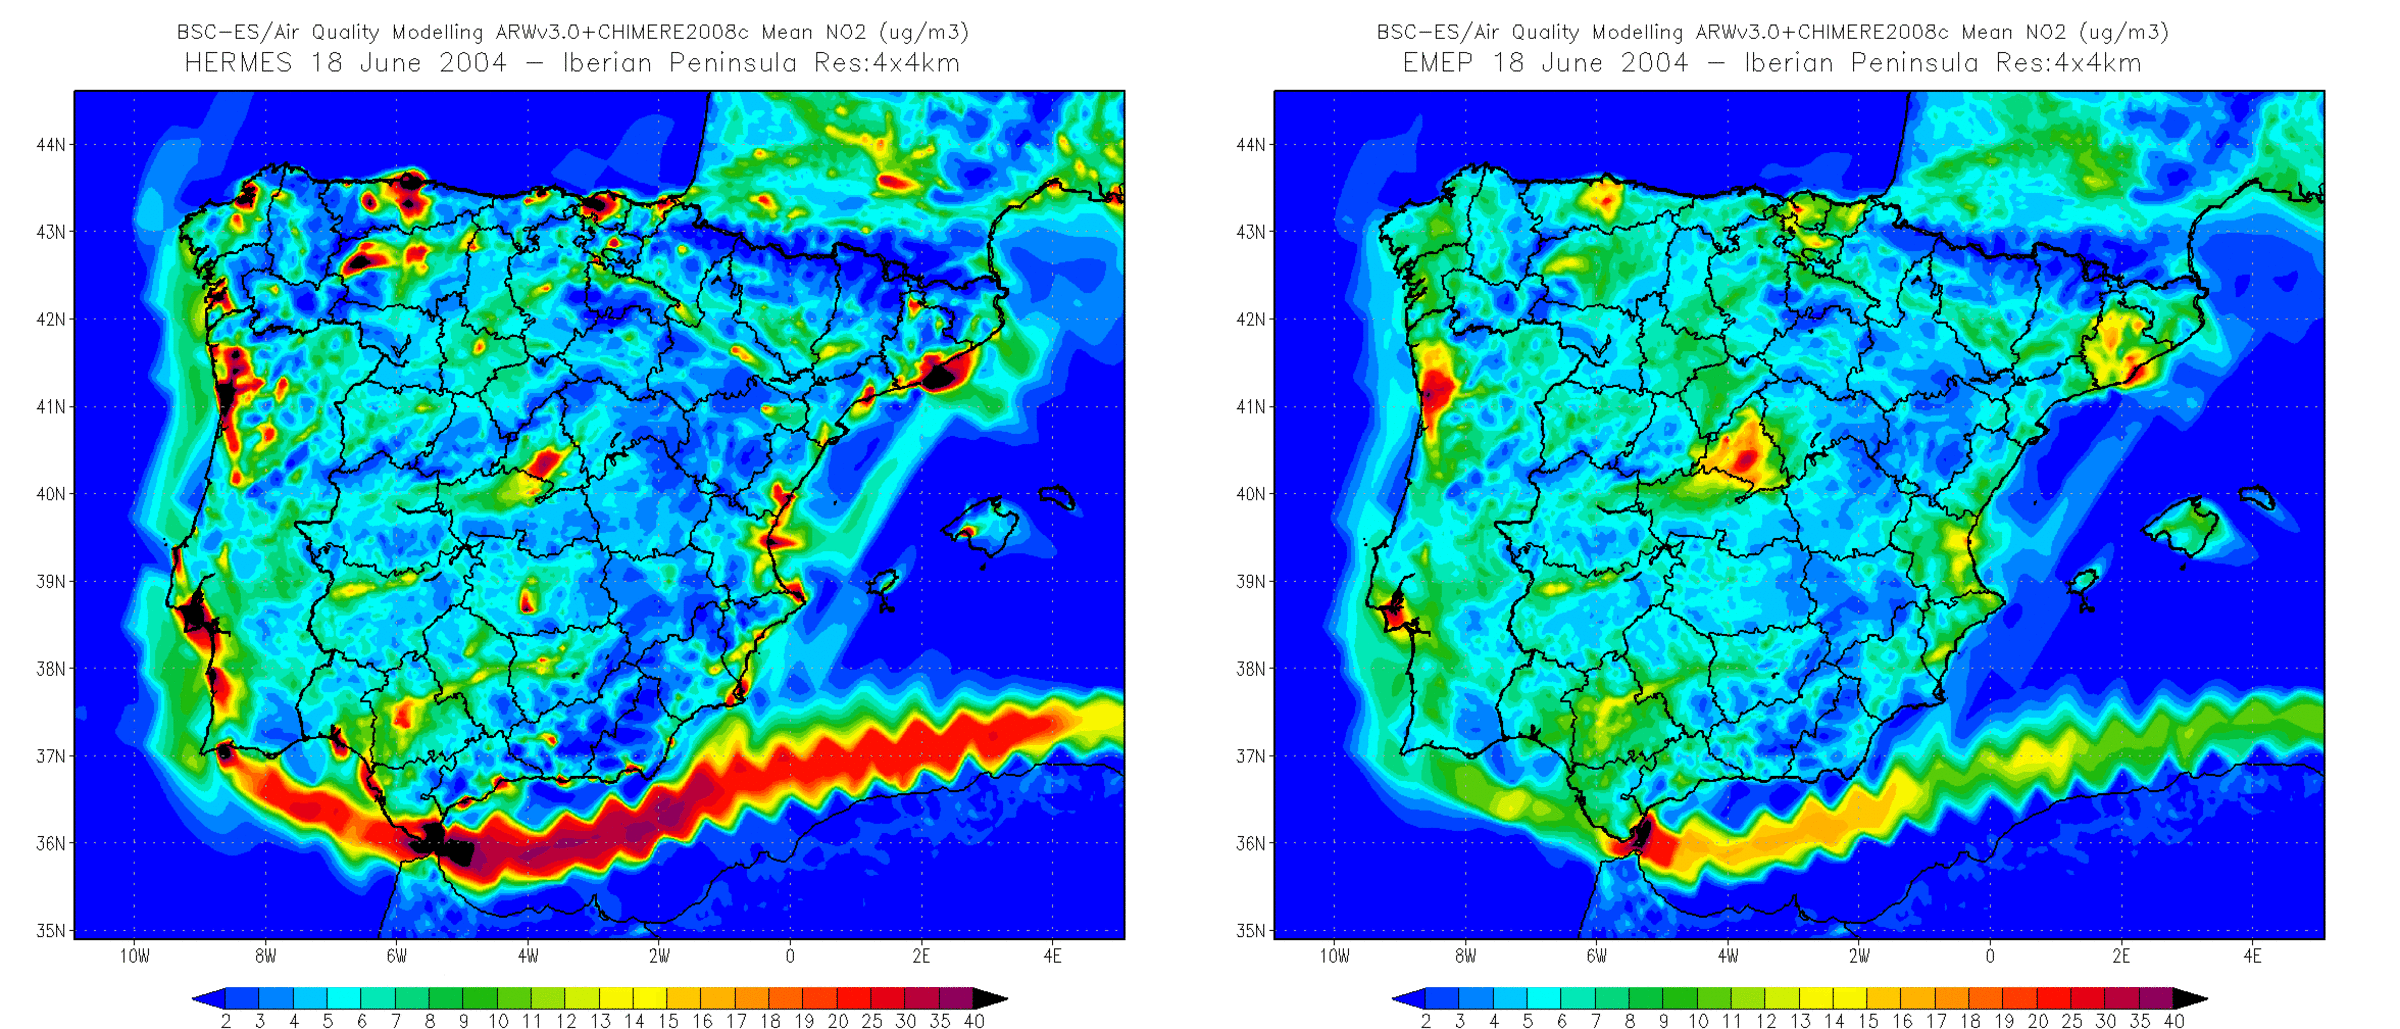 BSC-ES/Air Quality Modelling ARWv3.0+CHIMERE2008c Mean NO2 (ug/m3)
HERMES 18 June 2004 - Iberian Peninsula Res:4x4km
44N
43N
42N
41N
40N
39N
38N
37N
36N
35N
10W 8W 6W 4W 2W 0 2E 4E
2 3 4 5 6 7 8 9 10 11 12 13 14 15 16 17 18 19 20 25 30 35 40
BSC-ES/Air Quality Modelling ARWv3.0+CHIMERE2008c Mean NO2 (ug/m3)
EMEP 18 June 2004 - Iberian Peninsula Res:4x4km
44N
43N
42N
41N
40N
39N
38N
37N
36N
35N
10W 8W 6W 4W 2W 0 2E 4E
2 3 4 5 6 7 8 9 10 11 12 13 14 15 16 17 18 19 20 25 30 35 40